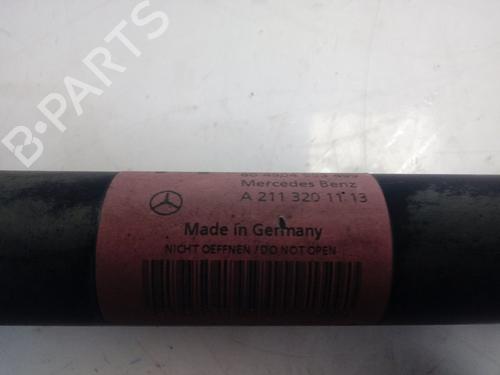 Mercedes Benz
A 211 320 11 13
Made in Germany
NICHT OEFFNEN / DO NOT OPEN
B-PARTS